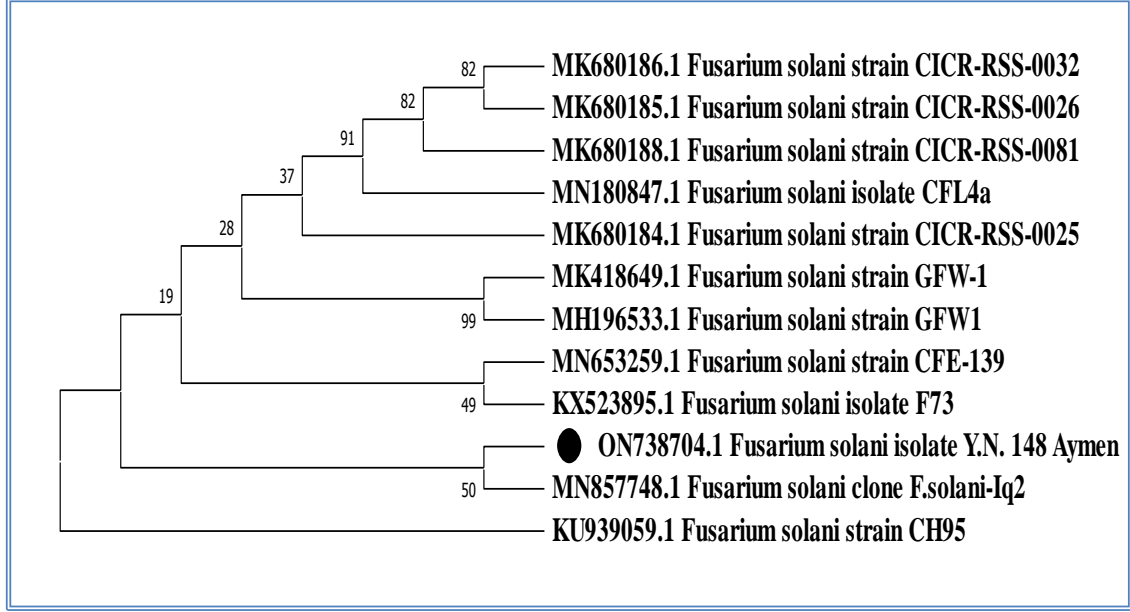 82
MK680186.1 Fusarium solani strain CICR-RSS-0032
82
MK680185.1 Fusarium solani strain CICR-RSS-0026
91
MK680188.1 Fusarium solani strain CICR-RSS-0081
37
MN180847.1 Fusarium solani isolate CFL4a
28
MK680184.1 Fusarium solani strain CICR-RSS-0025
MK418649.1 Fusarium solani strain GFW-1
19
99
MH196533.1 Fusarium solani strain GFW1
MN653259.1 Fusarium solani strain CFE-139
49
KX523895.1 Fusarium solani isolate F73
ON738704.1 Fusarium solani isolate Y.N. 148 Aymen
50
MN857748.1 Fusarium solani clone F.solani-Iq2
KU939059.1 Fusarium solani strain CH95